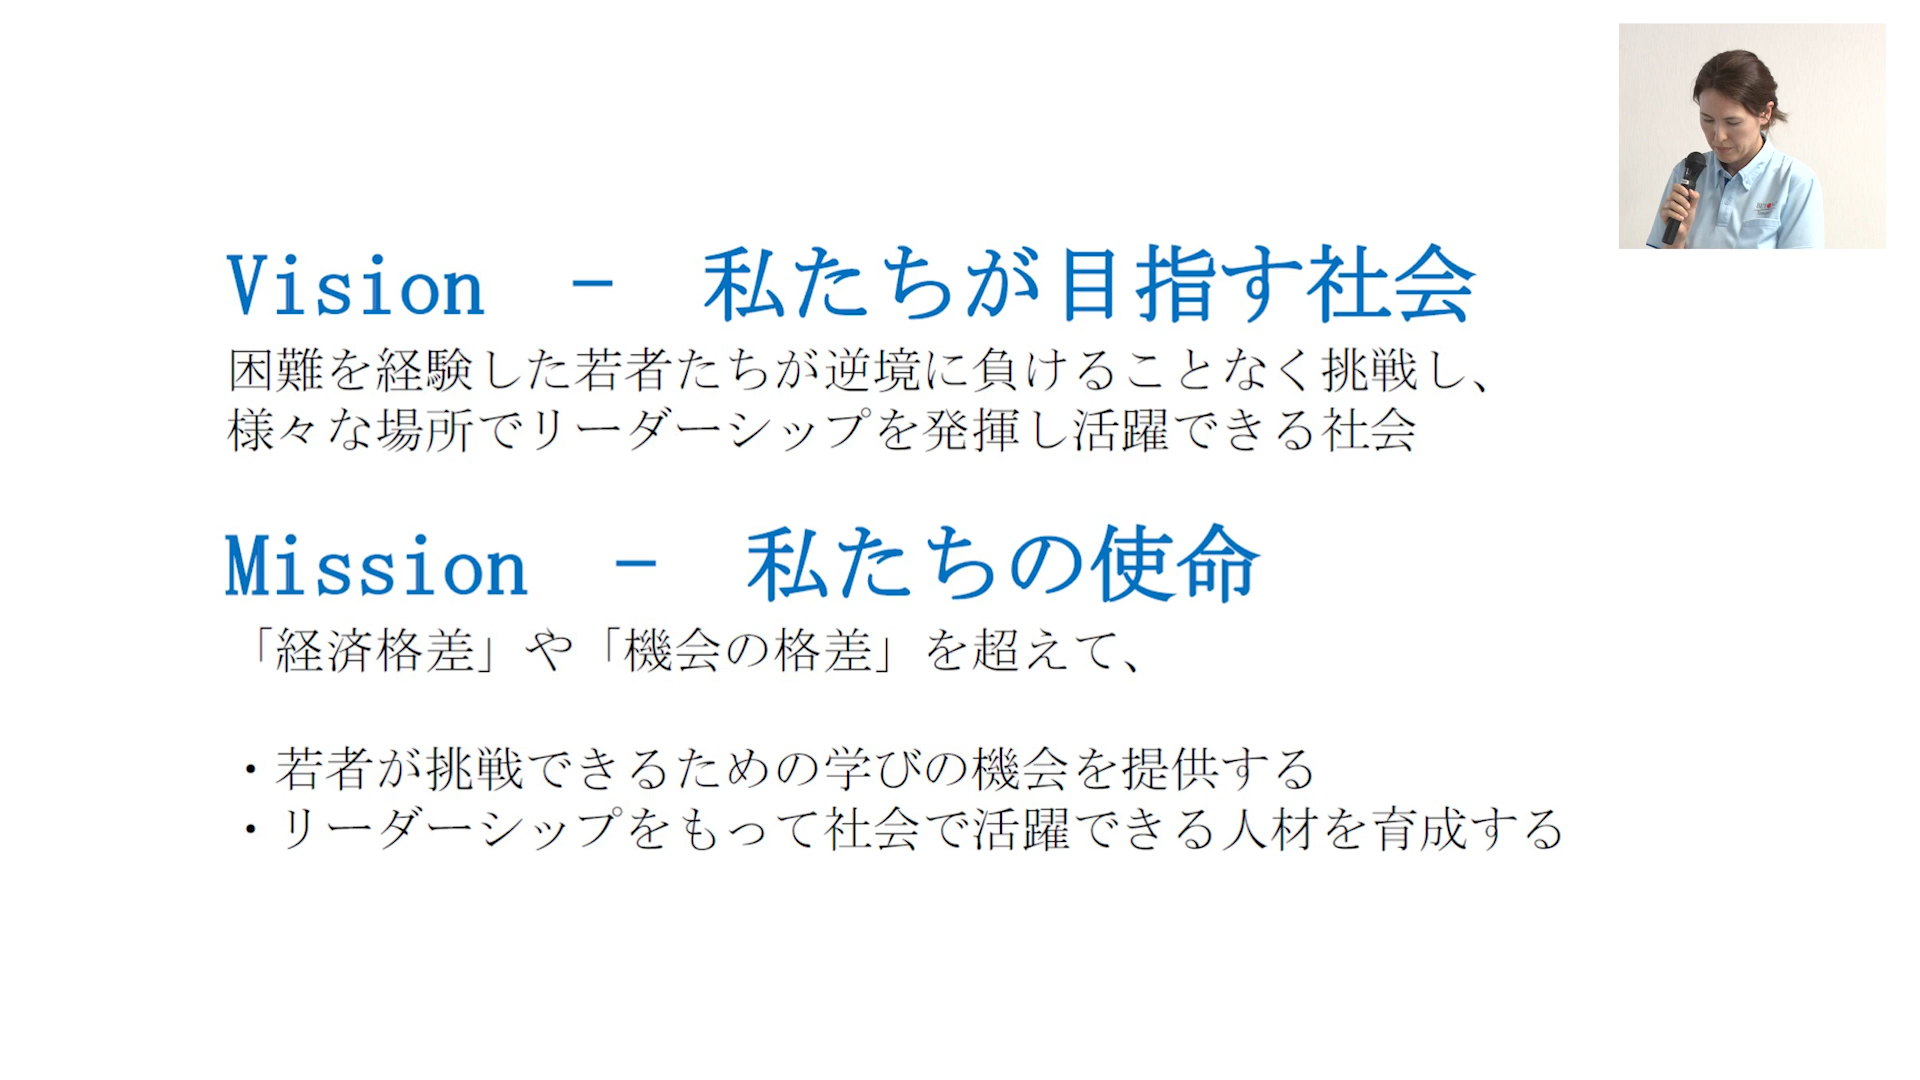 Vision － 私たちが目指す社会
困難を経験した若者たちが逆境に負けることなく挑戦し、
様々な場所でリーダーシップを発揮し活躍できる社会
Mission － 私たちの使命
「経済格差」や「機会の格差」を超えて、
・若者が挑戦できるための学びの機会を提供する
・リーダーシップをもって社会で活躍できる人材を育成する